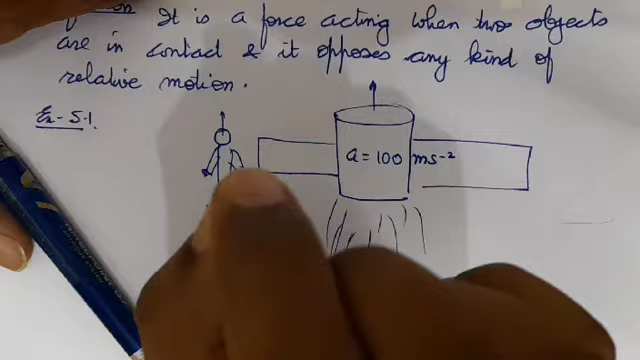 It is a force acting when two objects
are in contact & it opposes any kind of
relative motion.
Ex-5.1.
a = 100 ms-2